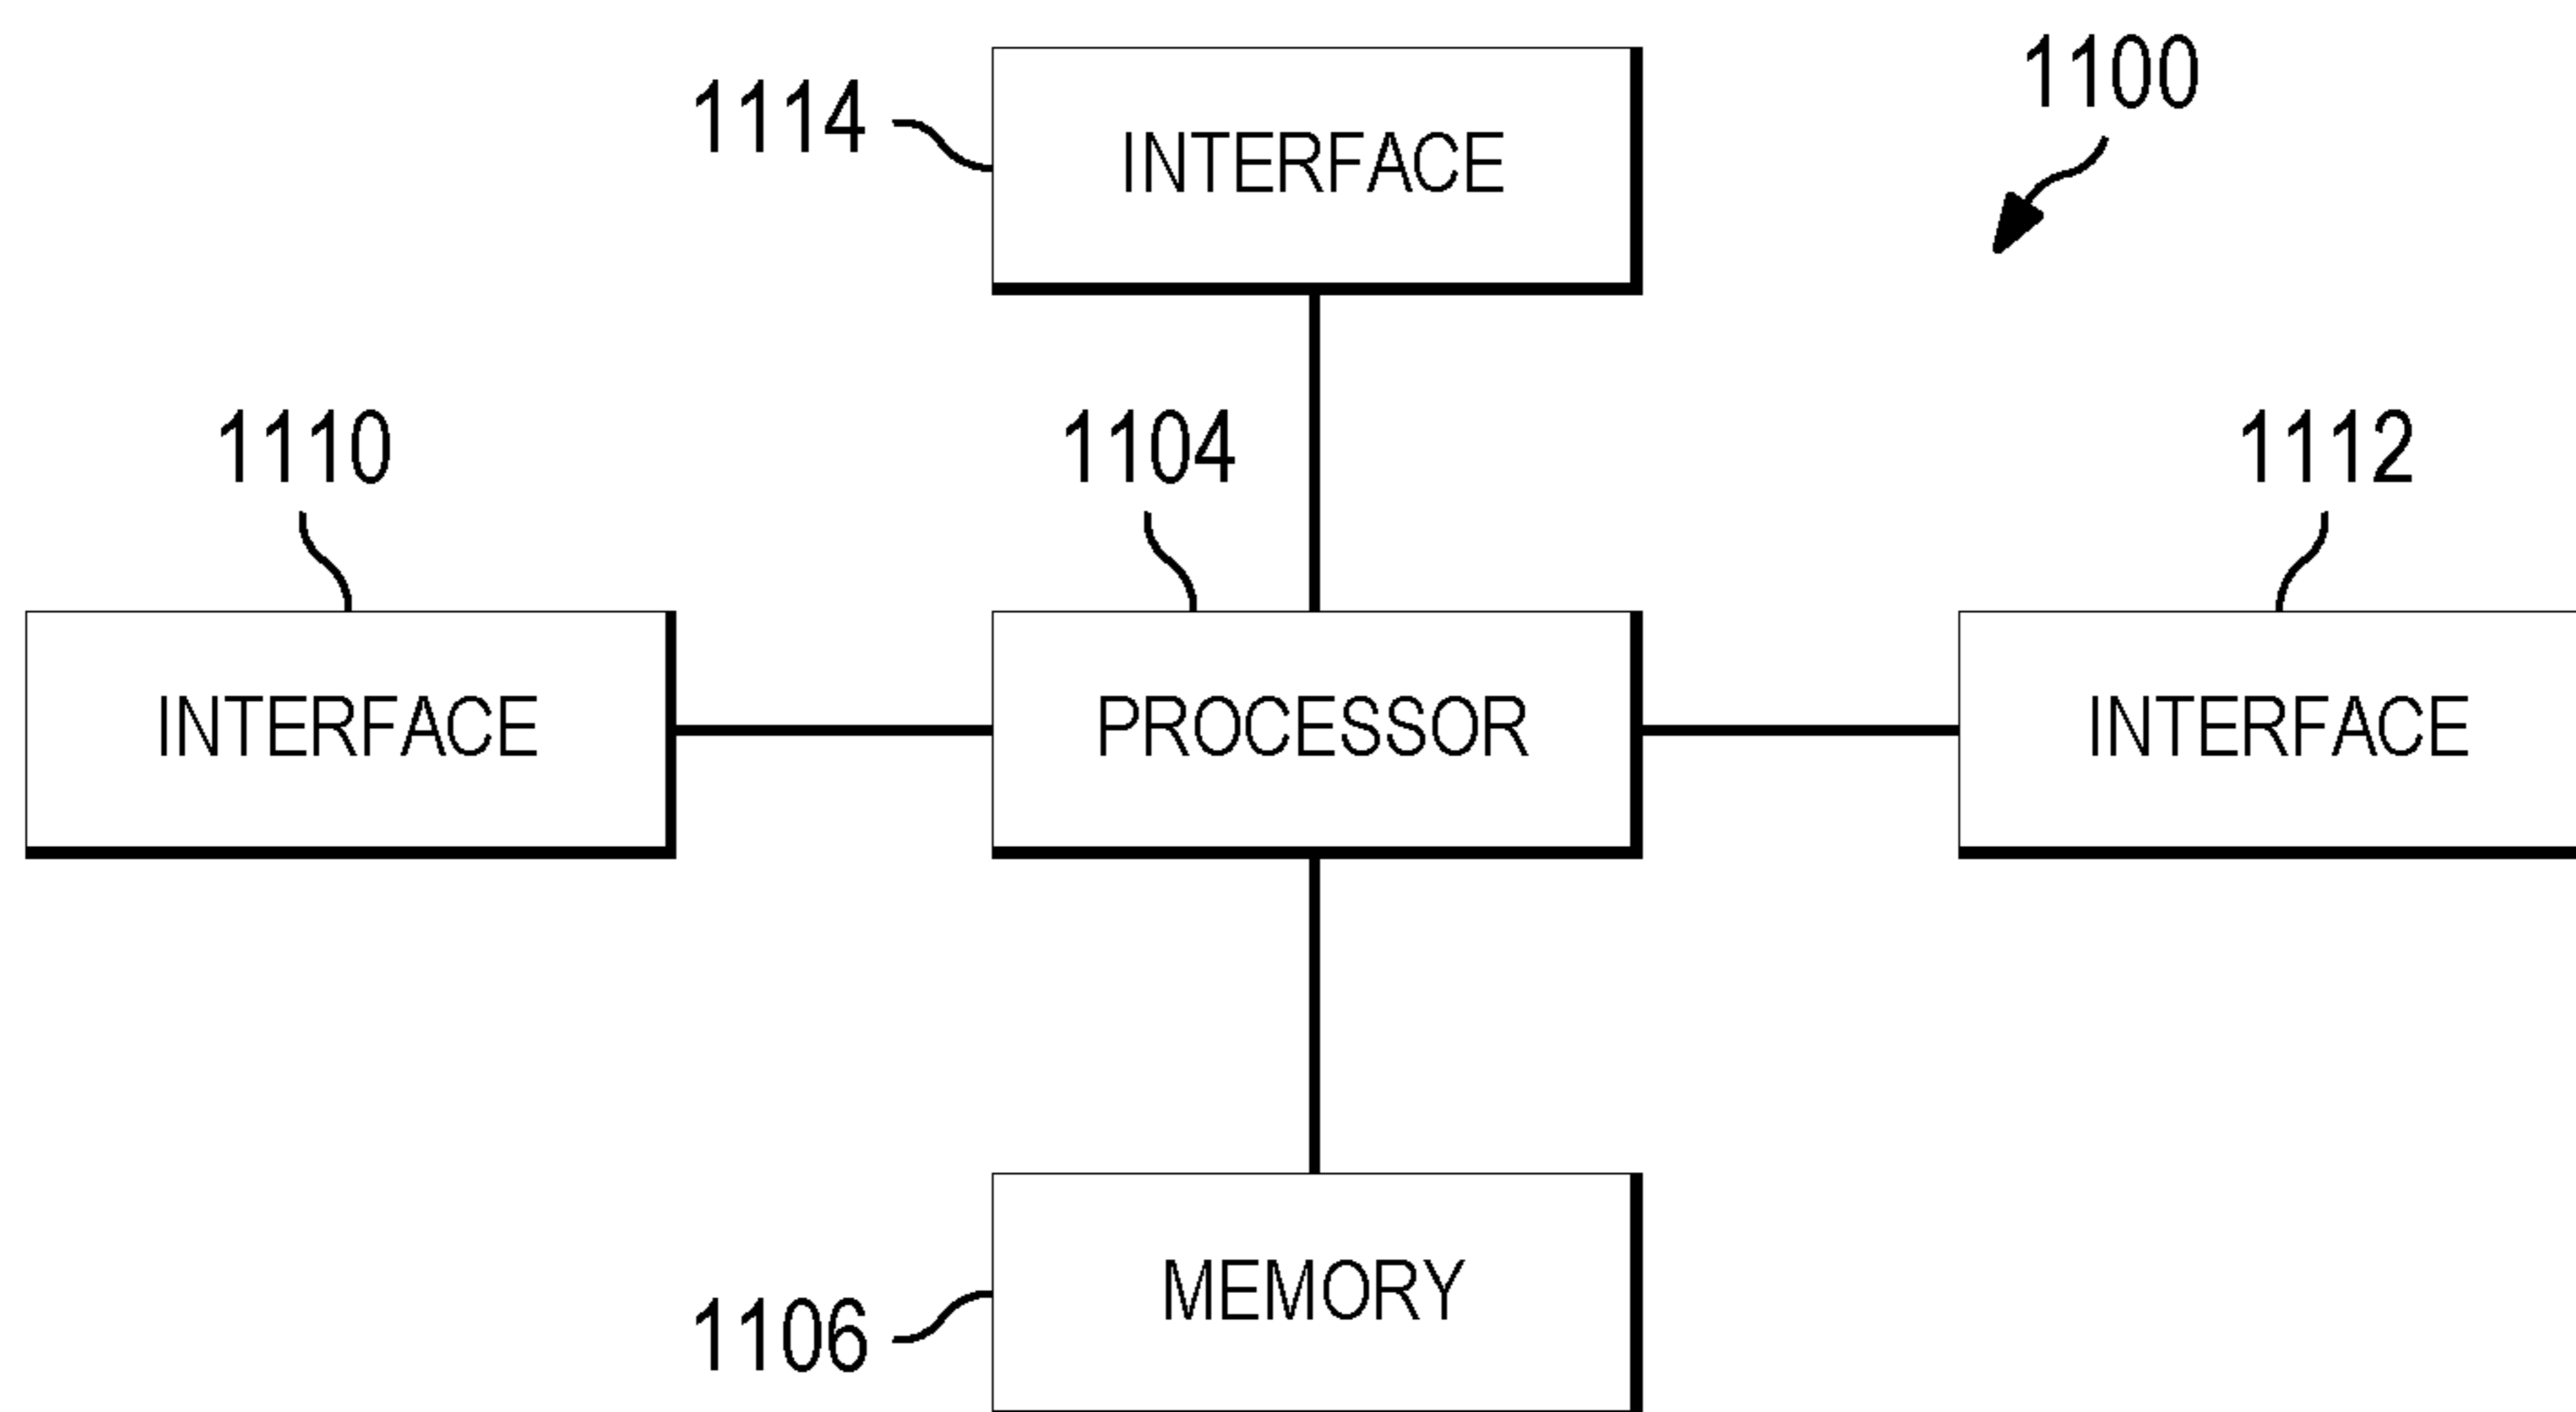 1100
1114
INTERFACE
1110
1104
1112
INTERFACE
PROCESSOR
INTERFACE
MEMORY
1106